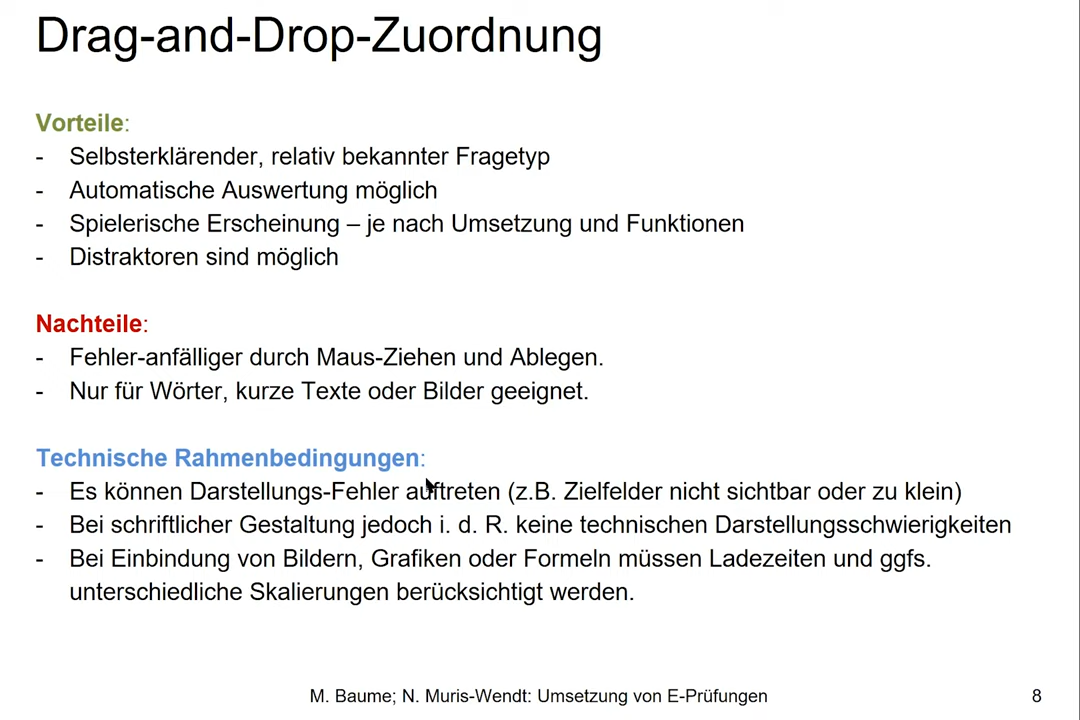 Drag-and-Drop-Zuordnung
Vorteile:
- Selbsterklärender, relativ bekannter Fragetyp
- Automatische Auswertung möglich
- Spielerische Erscheinung – je nach Umsetzung und Funktionen
- Distraktoren sind möglich
Nachteile:
- Fehler-anfälliger durch Maus-Ziehen und Ablegen.
- Nur für Wörter, kurze Texte oder Bilder geeignet.
Technische Rahmenbedingungen:
- Es können Darstellungs-Fehler auftreten (z.B. Zielfelder nicht sichtbar oder zu klein)
- Bei schriftlicher Gestaltung jedoch i. d. R. keine technischen Darstellungsschwierigkeiten
- Bei Einbindung von Bildern, Grafiken oder Formeln müssen Ladezeiten und ggfs.
unterschiedliche Skalierungen berücksichtigt werden.
M. Baume; N. Muris-Wendt: Umsetzung von E-Prüfungen
8